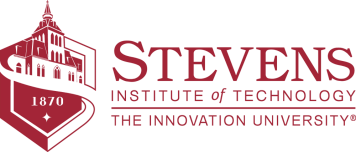 1870
STEVENS
INSTITUTE of TECHNOLOGY
THE INNOVATION UNIVERSITY®